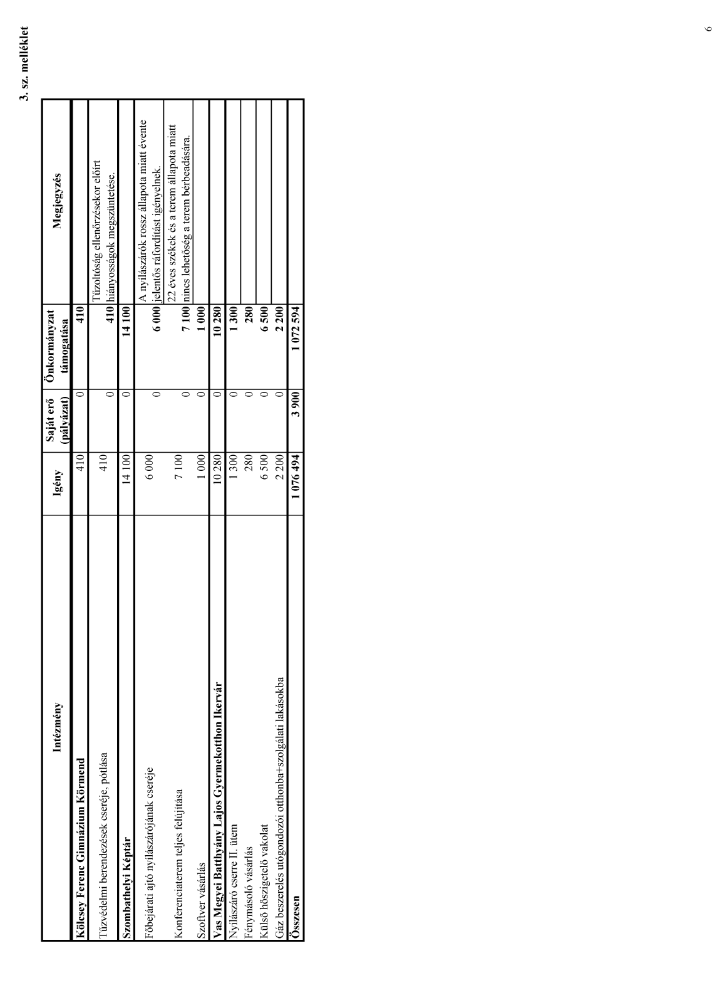 3. sz. melléklet
Intézmény Igény Saját erő (pályázat) Önkormányzat támogatása Megjegyzés
Kölcsey Ferenc Gimnázium Körmend 410 0 410
Tűzvédelmi berendezések cseréje, pótlása 410 0 410 Tűzoltóság ellenőrzésekor előírt
hiányosságok megszüntetése.
Szombathelyi Képtár 14 100 0 14 100
Főbejárati ajtó nyílászárójának cseréje 6 000 0 6 000 A nyílászárók rossz állapota miatt évente
jelentős ráfordítást igényelnek.
Konferenciaterem teljes felújítása 7 100 0 7 100 22 éves székek és a terem állapota miatt
nincs lehetőség a terem bérbeadására.
Szoftver vásárlás 1 000 0 1 000
Vas Megyei Batthyány Lajos Gyermekotthon Ikervár 10 280 0 10 280
Nyílászáró cserre II. ütem 1 300 0 1 300
Fénymásoló vásárlás 280 0 280
Külső hőszigetelő vakolat 6 500 0 6 500
Gáz beszerelés utógondozói otthonba+szolgálati lakásokba 2 200 0 2 200
Összesen 1 076 494 3 900 1 072 594
6